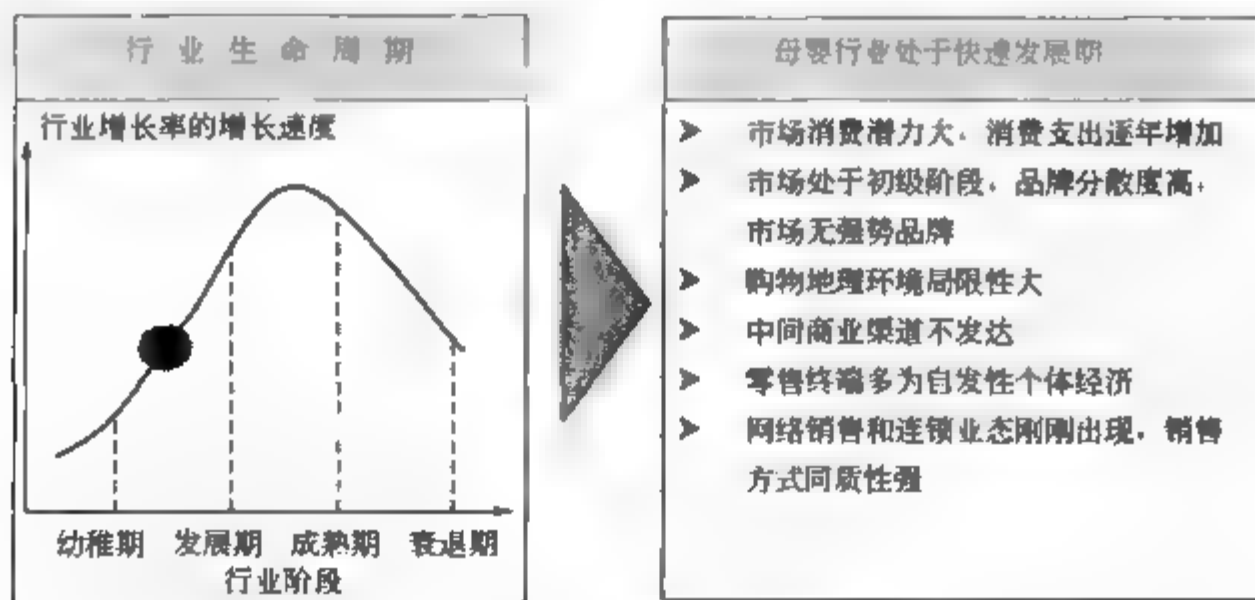 行业生命周期
行业增长率的增长速度
幼稚期 发展期 成熟期 衰退期
行业阶段
母婴行业处于快速发展期
➤ 市场消费潜力大，消费支出逐年增加
➤ 市场处于初级阶段，品牌分散度高，
市场无强势品牌
➤ 购物地理环境局限性大
➤ 中间商业渠道不发达
➤ 零售终端多为自发性个体经济
➤ 网络销售和连锁业态刚刚出现，销售
方式同质性强